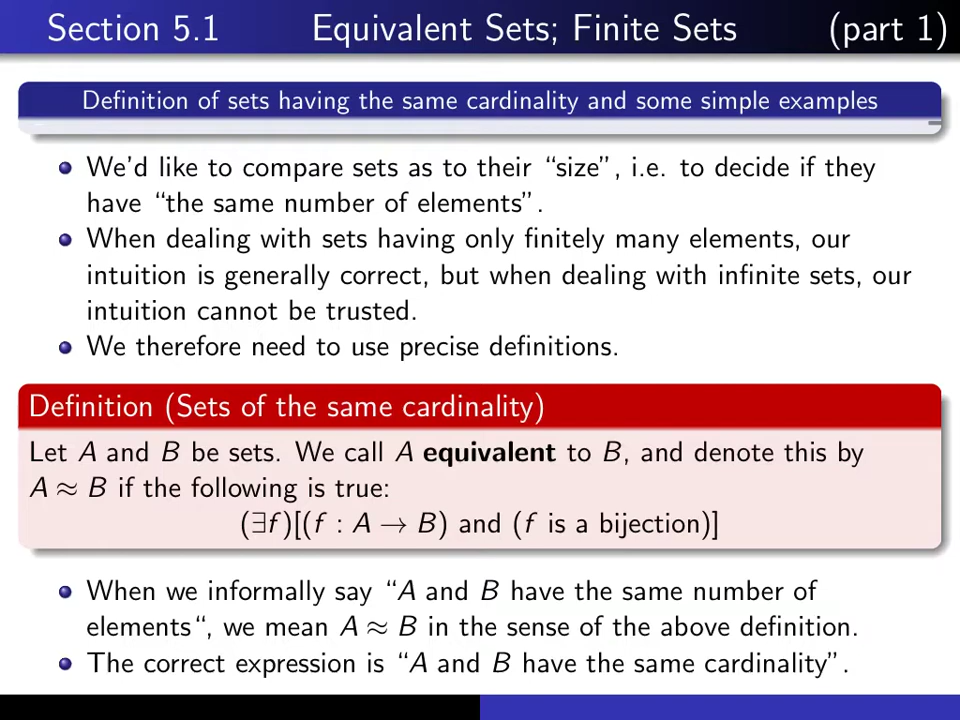 Section 5.1 Equivalent Sets; Finite Sets (part 1)
Definition of sets having the same cardinality and some simple examples
We'd like to compare sets as to their “size”, i.e. to decide if they
have “the same number of elements”.
When dealing with sets having only finitely many elements, our
intuition is generally correct, but when dealing with infinite sets, our
intuition cannot be trusted.
We therefore need to use precise definitions.
Definition (Sets of the same cardinality)
Let A and B be sets. We call A equivalent to B, and denote this by
A ≈ B if the following is true:
(∃f)[(f : A → B) and (f is a bijection)]
When we informally say “A and B have the same number of
elements“, we mean A ≈ B in the sense of the above definition.
The correct expression is “A and B have the same cardinality”.